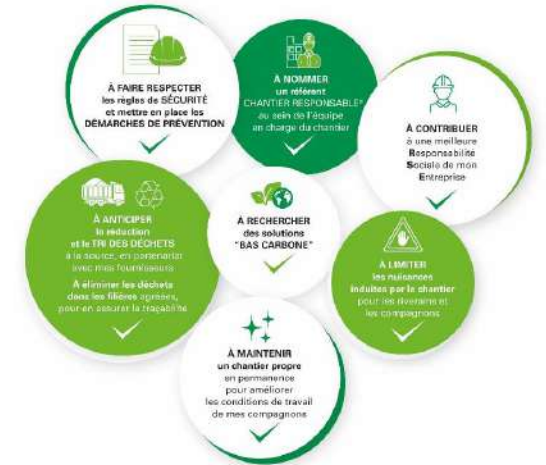 À FAIRE RESPECTER
les règles de SÉCURITÉ
et mettre en place les
DÉMARCHES DE PRÉVENTION
À NOMMER
un référent
CHANTIER RESPONSABLE*
au sein de l'équipe
en charge du chantier
À CONTRIBUER
à une meilleure
Responsabilité
Sociale de mon
Entreprise
À ANTICIPER
la réduction
et le TRI DES DÉCHETS
à la source, en partenariat
avec mes fournisseurs
À éliminer les déchets
dans les filières agréées,
pour en assurer la traçabilité
À RECHERCHER
des solutions
"BAS CARBONE"
À LIMITER
les nuisances
induites par le chantier
pour les riverains et
les compagnons
À MAINTENIR
un chantier propre
en permanence
pour améliorer
les conditions de travail
de mes compagnons